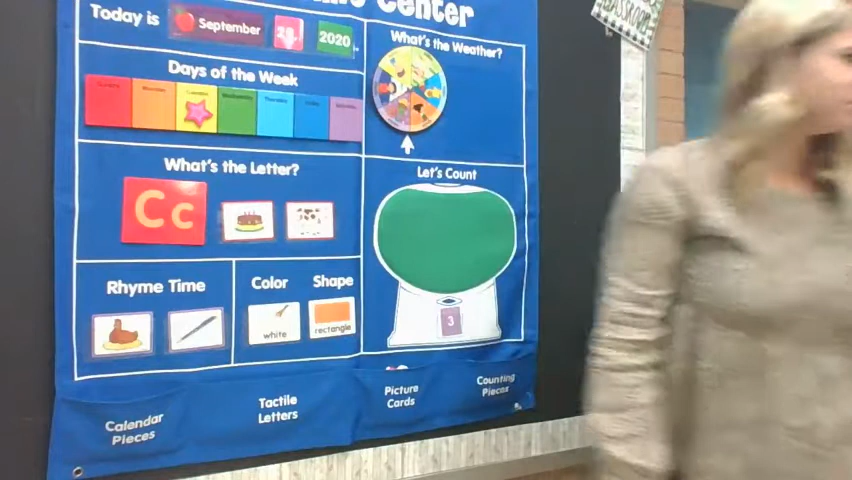 Center
Today is September 2020
What's the Weather?
Days of the Week
What's the Letter?
Let's Count
Cc
Rhyme Time
Color
Shape
white
rectangle
3
Calendar
Pieces
Tactile
Letters
Picture
Cards
Counting
Pieces